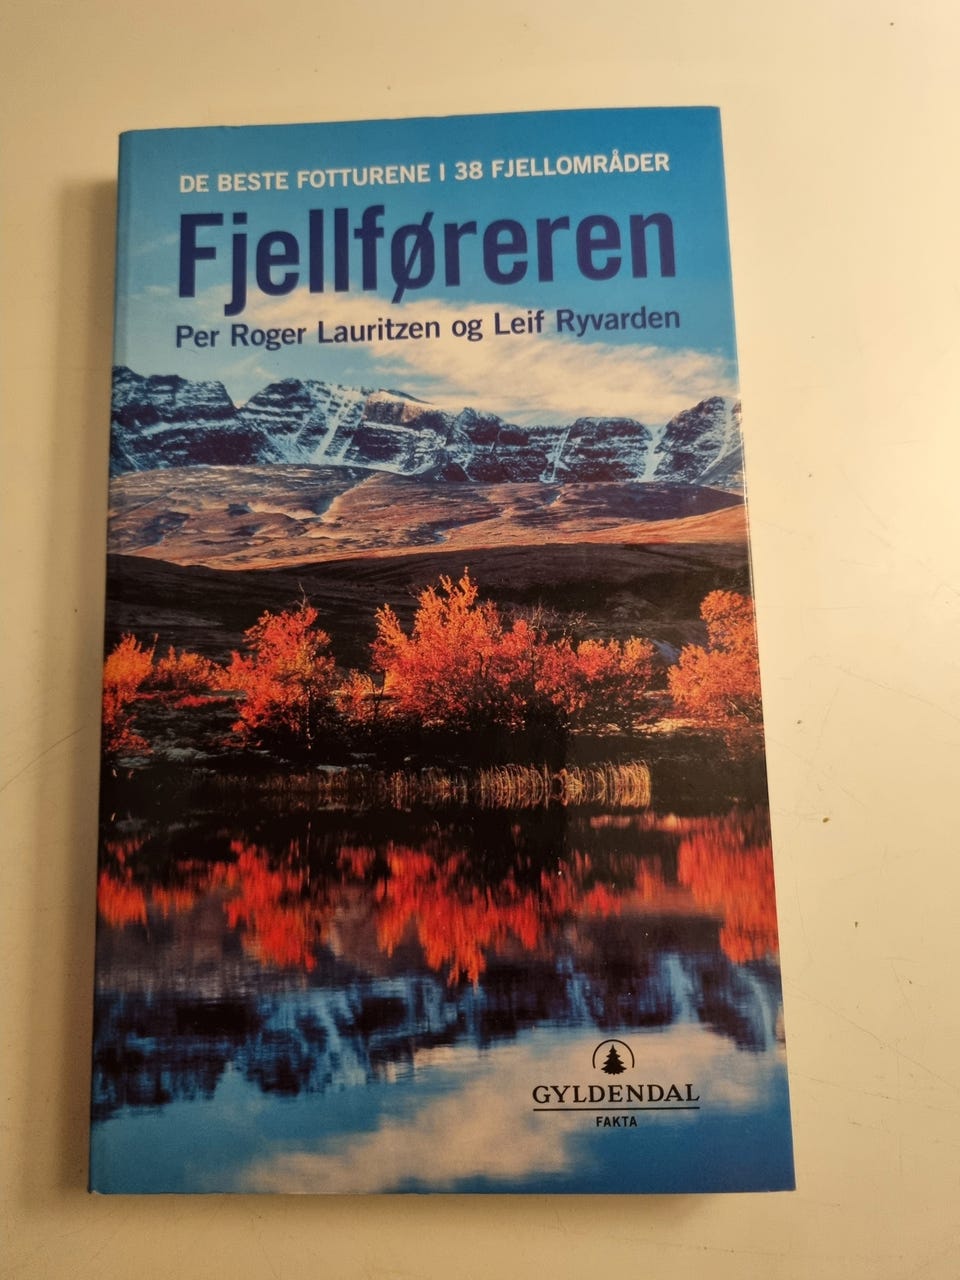 DE BESTE FOTTURENE I 38 FJELLOMRÅDER
Fjellføreren
Per Roger Lauritzen og Leif Ryvarden
GYLDENDAL
FAKTA